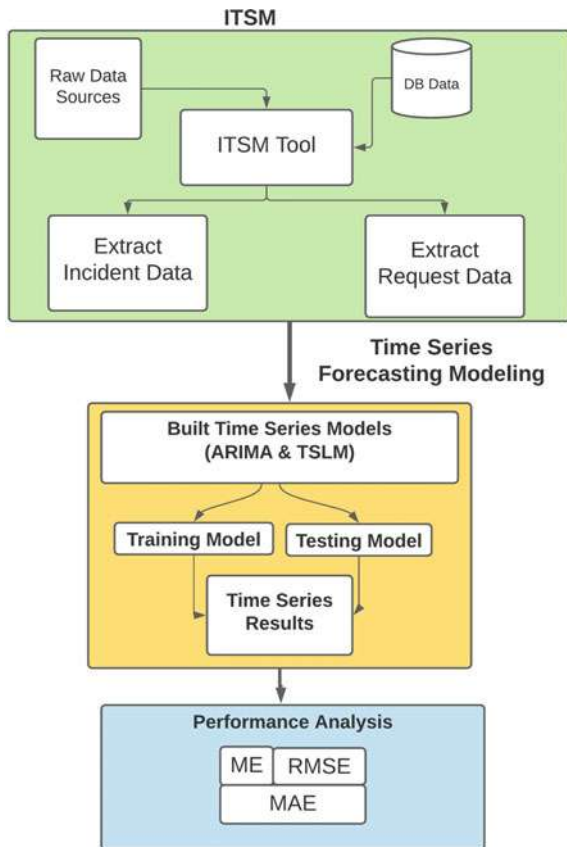 ITSM
Raw Data
Sources
DB Data
ITSM Tool
Extract
Incident Data
Extract
Request Data
Time Series
Forecasting Modeling
Built Time Series Models
(ARIMA & TSLM)
Training Model
Testing Model
Time Series
Results
Performance Analysis
ME
RMSE
MAE